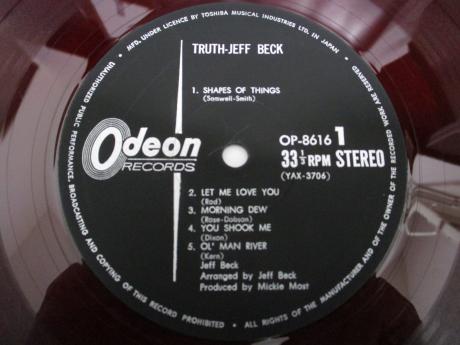 MFD. UNDER LICENCE BY TOSHIBA MUSICAL INDUSTRIES LTD. IN JAPAN • ALL RIGHTS OF THE MANUFACTURER AND OF THE OWNER OF THE RECORDED WORK ARE RESERVED
UNAUTHORIZED PUBLIC PERFORMANCE, BROADCASTING AND COPYING OF THIS RECORD PROHIBITED •
TRUTH-JEFF BECK
1. SHAPES OF THINGS
(Samwell-Smith)
Odeon
RECORDS
OP-8616 1
33⅓ RPM STEREO
(YAX-3706)
2. LET ME LOVE YOU
(Rod)
3. MORNING DEW
(Rose-Dobson)
4. YOU SHOOK ME
(Dixon)
5. OL' MAN RIVER
(Kern)
Jeff Beck
Arranged by Jeff Beck
Produced by Mickie Most